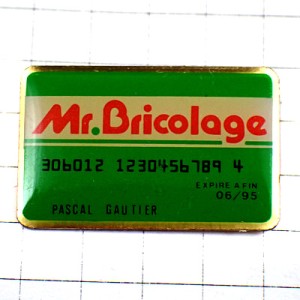 Mr. Bricolage
306012 1230456789 4
EXPIRE A FIN
06/95
PASCAL GAUTIER